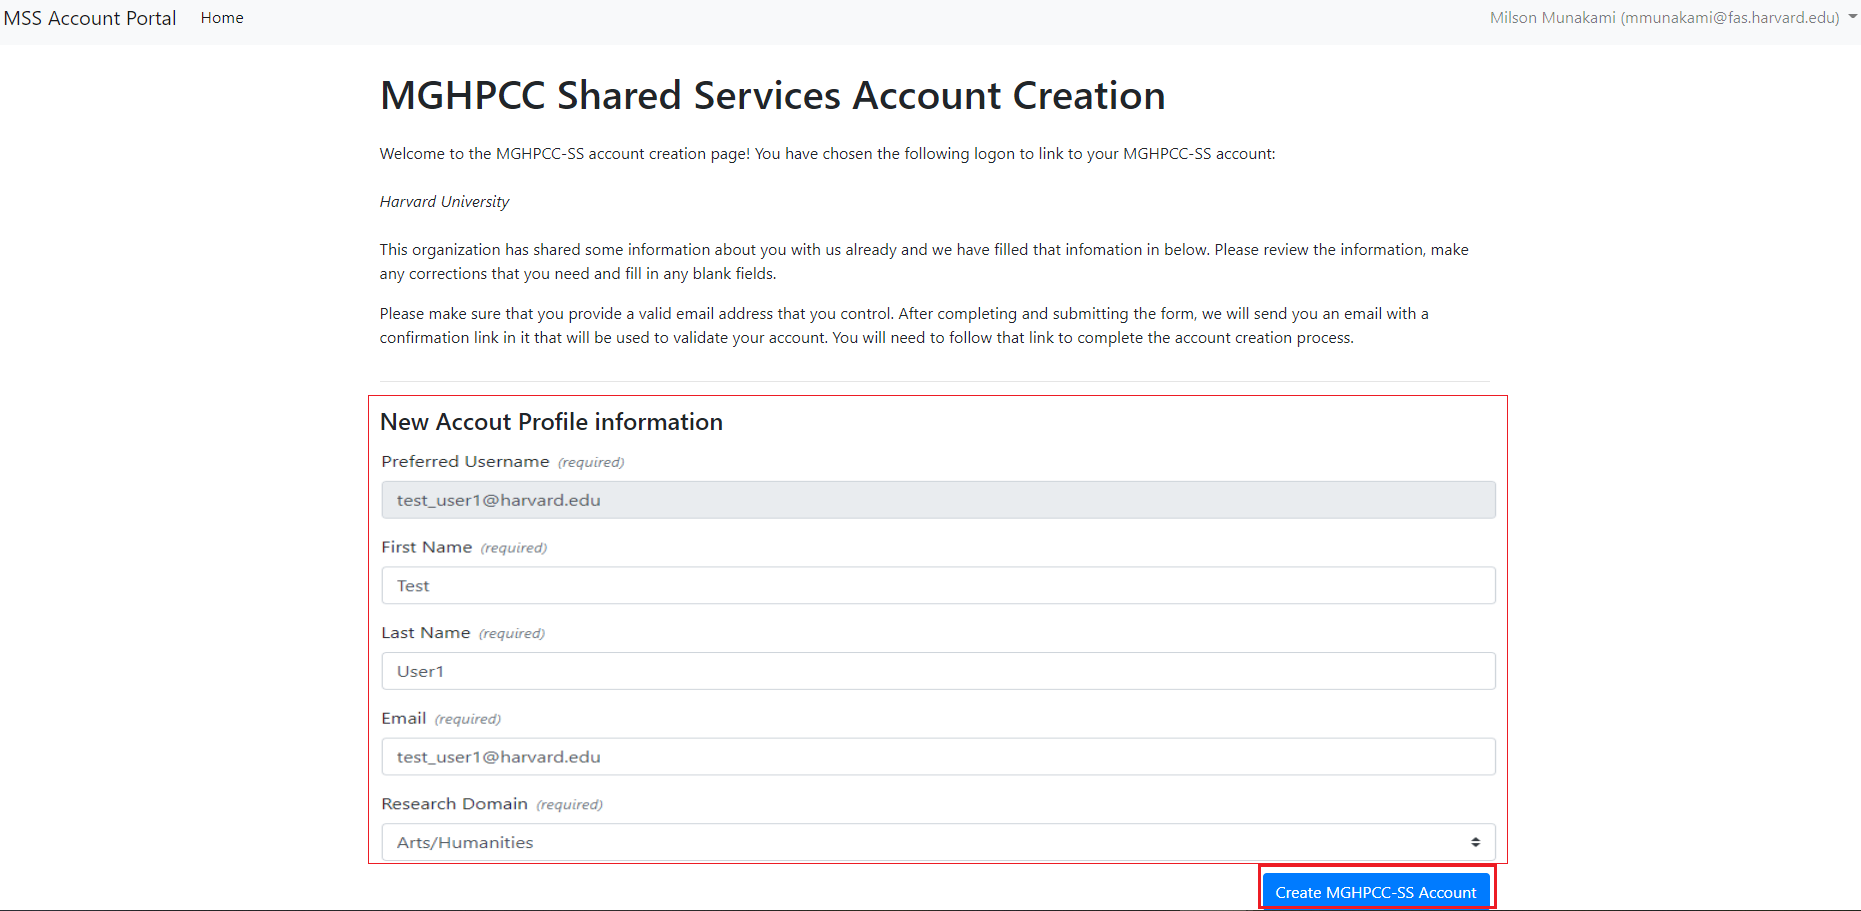 MSS Account Portal Home Milson Munakami (mmunakami@fas.harvard.edu)
MGHPCC Shared Services Account Creation
Welcome to the MGHPCC-SS account creation page! You have chosen the following logon to link to your MGHPCC-SS account:
Harvard University
This organization has shared some information about you with us already and we have filled that infomation in below. Please review the information, make
any corrections that you need and fill in any blank fields.
Please make sure that you provide a valid email address that you control. After completing and submitting the form, we will send you an email with a
confirmation link in it that will be used to validate your account. You will need to follow that link to complete the account creation process.
New Accout Profile information
Preferred Username (required)
test_user1@harvard.edu
First Name (required)
Test
Last Name (required)
User1
Email (required)
test_user1@harvard.edu
Research Domain (required)
Arts/Humanities
Create MGHPCC-SS Account